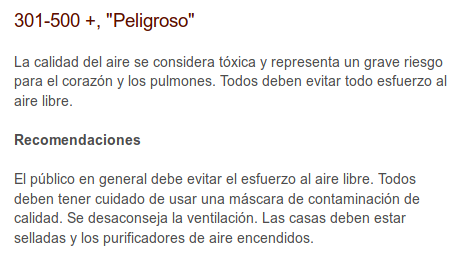 301-500 +, "Peligroso"
La calidad del aire se considera tóxica y representa un grave riesgo
para el corazón y los pulmones. Todos deben evitar todo esfuerzo al
aire libre.
Recomendaciones
El público en general debe evitar el esfuerzo al aire libre. Todos
deben tener cuidado de usar una máscara de contaminación de
calidad. Se desaconseja la ventilación. Las casas deben estar
selladas y los purificadores de aire encendidos.